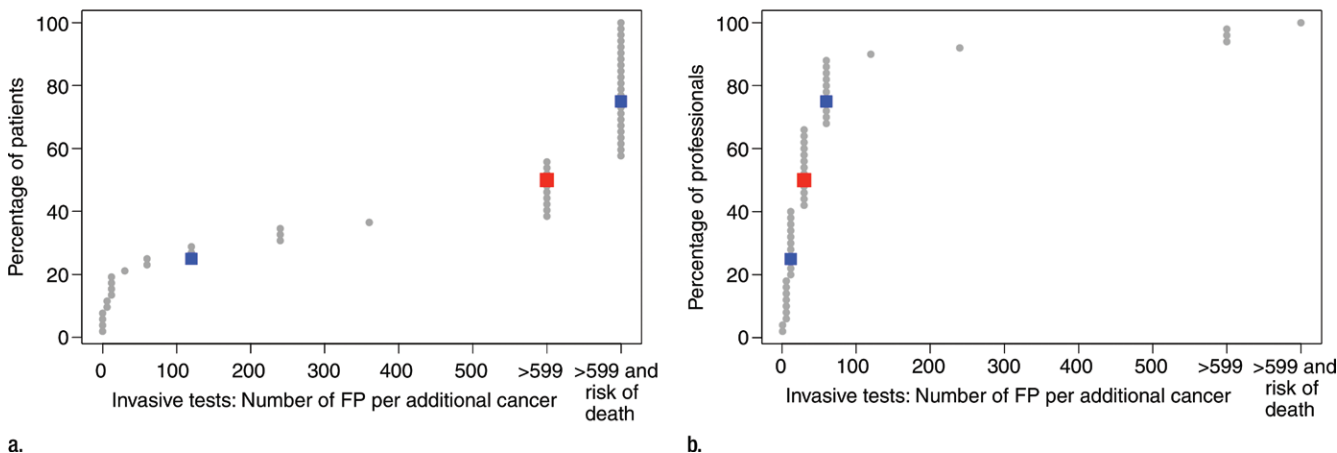 Percentage of patients
100
80
60
40
20
0
0 100 200 300 400 500 >599 >599 and
risk of
death
Invasive tests: Number of FP per additional cancer
a.
Percentage of professionals
100
80
60
40
20
0
0 100 200 300 400 500 >599 >599 and
risk of
death
Invasive tests: Number of FP per additional cancer
b.